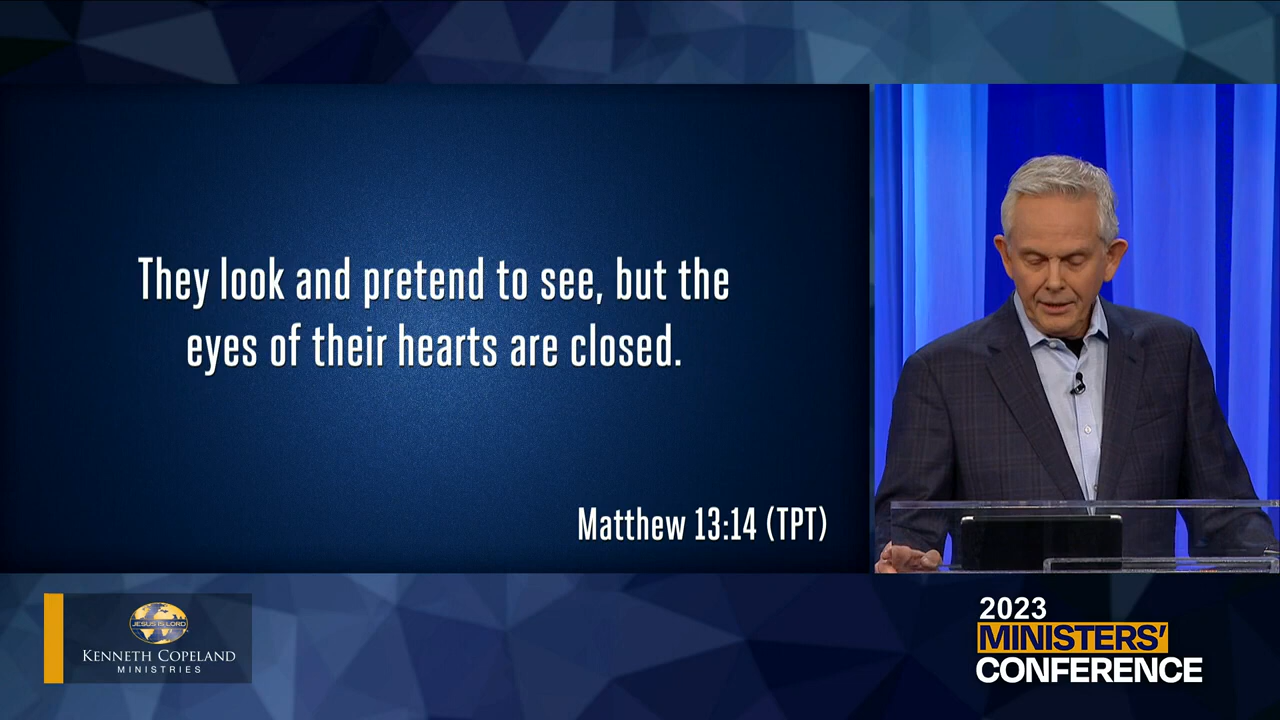 They look and pretend to see, but the
eyes of their hearts are closed.
Matthew 13:14 (TPT)
JESUS IS LORD
KENNETH COPELAND
MINISTRIES
2023
MINISTERS'
CONFERENCE